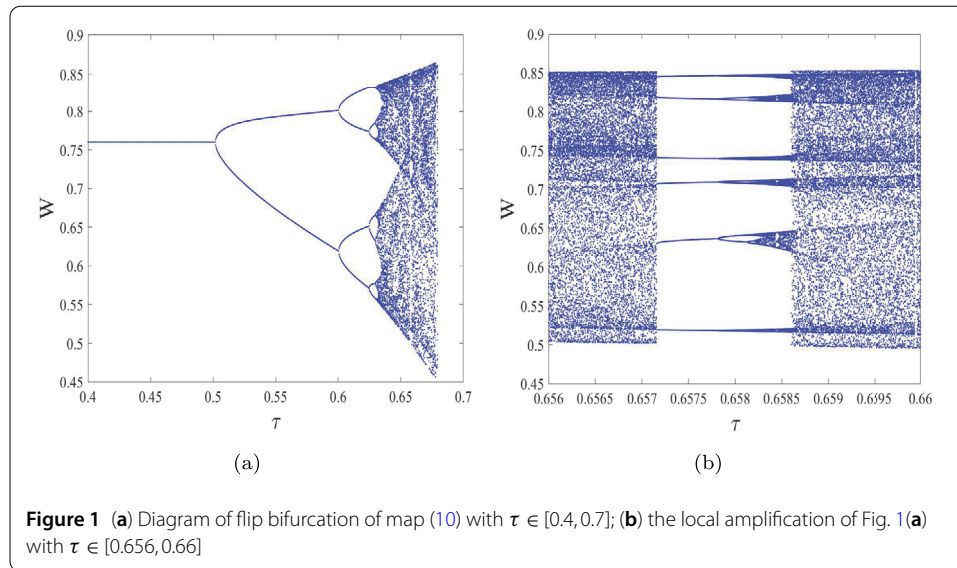 0.9
0.85
0.8
0.75
0.7
0.65
0.6
0.55
0.5
0.45
W
0.4 0.45 0.5 0.55 0.6 0.65 0.7
τ
(a)
0.9
0.85
0.8
0.75
0.7
0.65
0.6
0.55
0.5
0.45
W
0.656 0.6565 0.657 0.6575 0.658 0.6585 0.659 0.6595 0.66
τ
(b)
Figure 1 (a) Diagram of flip bifurcation of map (10) with τ ∈ [0.4, 0.7]; (b) the local amplification of Fig. 1(a)
with τ ∈ [0.656, 0.66]